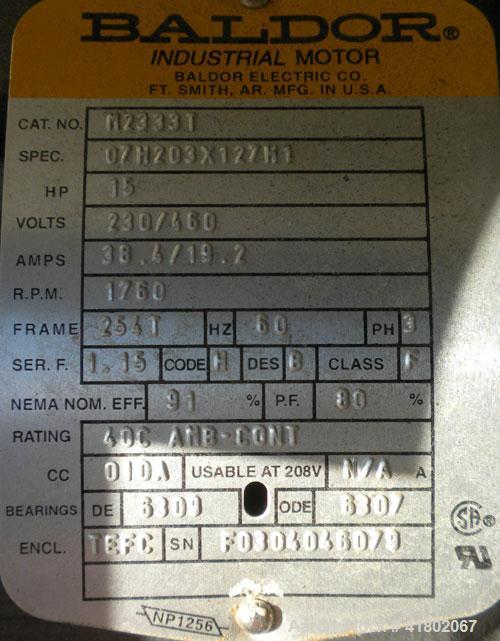 BALDOR®
INDUSTRIAL MOTOR
BALDOR ELECTRIC CO.
FT. SMITH, AR. MFG. IN U.S.A.
CAT. NO. M2333T
SPEC. 07H203X127H1
HP 15
VOLTS 230/460
AMPS 38.4/19.2
R.P.M. 1760
FRAME 254T HZ 60 PH 3
SER. F. 1.15 CODE H DES B CLASS F
NEMA NOM. EFF. 91 % P.F. 80 %
RATING 40C AMB-CONT
CC 010A USABLE AT 208V N/A A
BEARINGS DE 6309 ODE 6307
ENCL. TEFC SN F0304046079
SA ®
NP1256
41802067